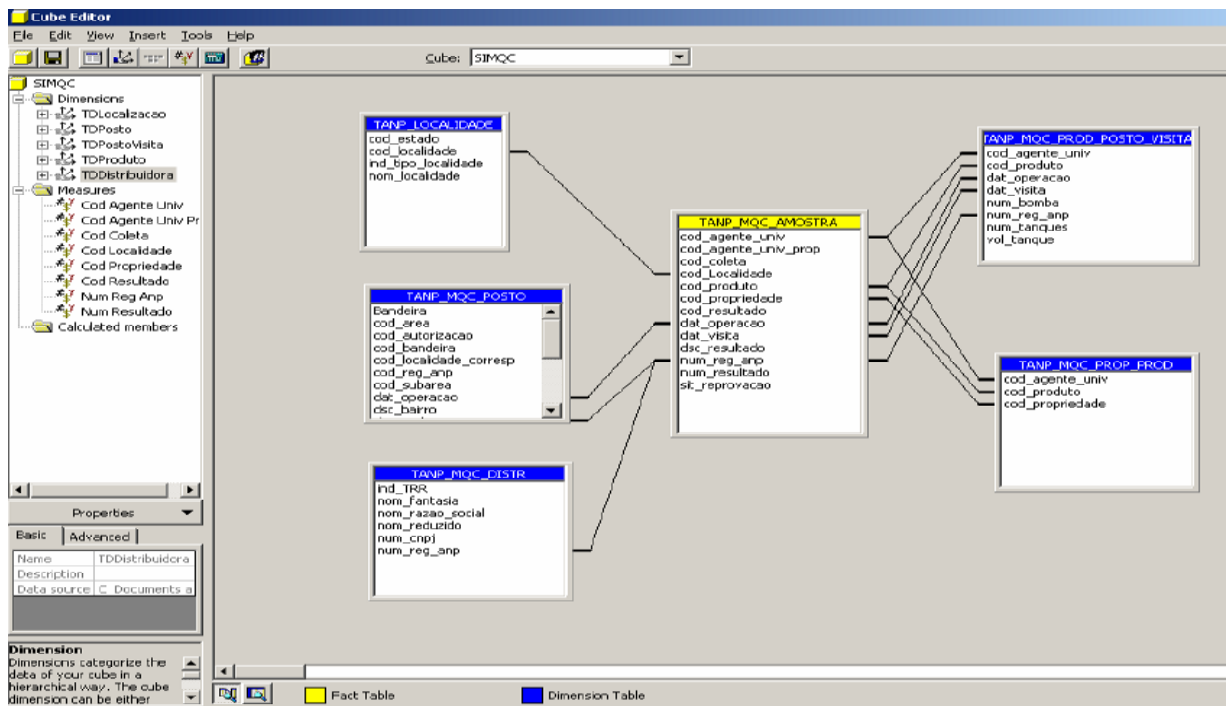 Cube Editor
File Edit View Insert Tools Help
Cube: SIMQC
SIMQC
Dimensions
TDLocalizacao
TDPosto
TDPostoVisita
TDProduto
TDDistribuidora
Measures
Cod Agente Univ
Cod Agente Univ Pr
Cod Coleta
Cod Localidade
Cod Propriedade
Cod Resultado
Num Reg Anp
Num Resultado
Calculated members
Properties
Basic Advanced
Name TDDistribuidora
Description
Data source C Documents a
Dimension
Dimensions categorize the
data of your cube in a
hierarchical way. The cube
dimension can be either
TANP_LOCALIDADE
cod_estado
cod_localidade
ind_tipo_localidade
nom_localidade
TANP_MQC_POSTO
Bandeira
cod_area
cod_autorizacao
cod_bandeira
cod_localidade_corresp
cod_reg_anp
cod_subarea
dat_operacao
dsc_bairro
TANP_MQC_DISTR
ind_TRR
nom_fantasia
nom_razao_social
nom_reduzido
num_cnpj
num_reg_anp
TANP_MQC_AMOSTRA
cod_agente_univ
cod_agente_univ_prop
cod_coleta
cod_Localidade
cod_produto
cod_propriedade
cod_resultado
dat_operacao
dat_visita
dsc_resultado
num_reg_anp
num_resultado
sit_reprovacao
TANP_MQC_PROD_POSTO_VISITA
cod_agente_univ
cod_produto
dat_operacao
dat_visita
num_bomba
num_reg_anp
num_tanques
vol_tanque
TANP_MQC_PROP_PROD
cod_agente_univ
cod_produto
cod_propriedade
Fact Table
Dimension Table